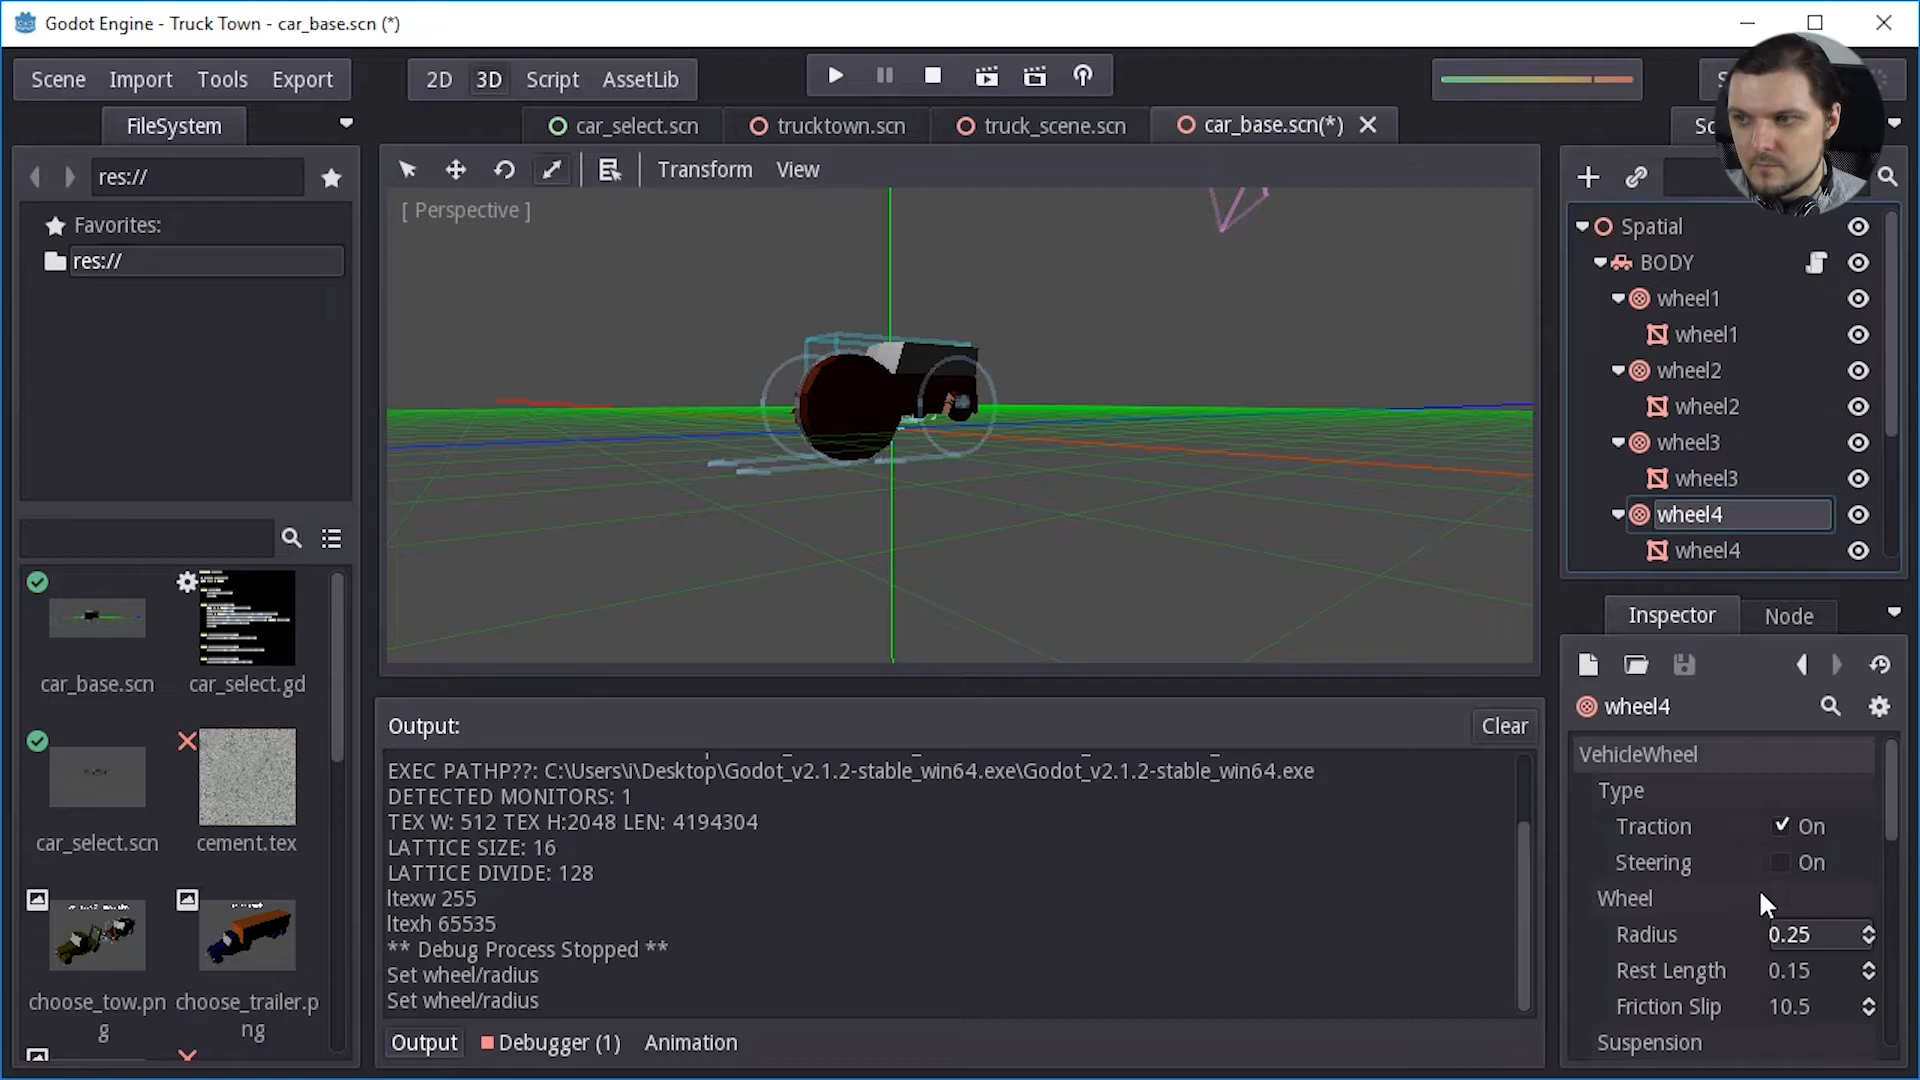 Godot Engine - Truck Town - car_base.scn (*)
Scene Import Tools Export
2D 3D Script AssetLib
FileSystem
car_select.scn
trucktown.scn
truck_scene.scn
car_base.scn(*)
res://
Favorites:
res://
Transform View
[ Perspective ]
Spatial
BODY
wheel1
wheel1
wheel2
wheel2
wheel3
wheel3
wheel4
wheel4
car_base.scn
car_select.gd
car_select.scn
cement.tex
choose_tow.pn
g
choose_trailer.p
ng
Output:
Clear
EXEC PATHP??: C:\Users\i\Desktop\Godot_v2.1.2-stable_win64.exe\Godot_v2.1.2-stable_win64.exe
DETECTED MONITORS: 1
TEX W: 512 TEX H:2048 LEN: 4194304
LATTICE SIZE: 16
LATTICE DIVIDE: 128
ltexw 255
ltexh 65535
** Debug Process Stopped **
Set wheel/radius
Set wheel/radius
Output Debugger (1) Animation
Inspector Node
wheel4
VehicleWheel
Type
Traction On
Steering On
Wheel
Radius 0.25
Rest Length 0.15
Friction Slip 10.5
Suspension